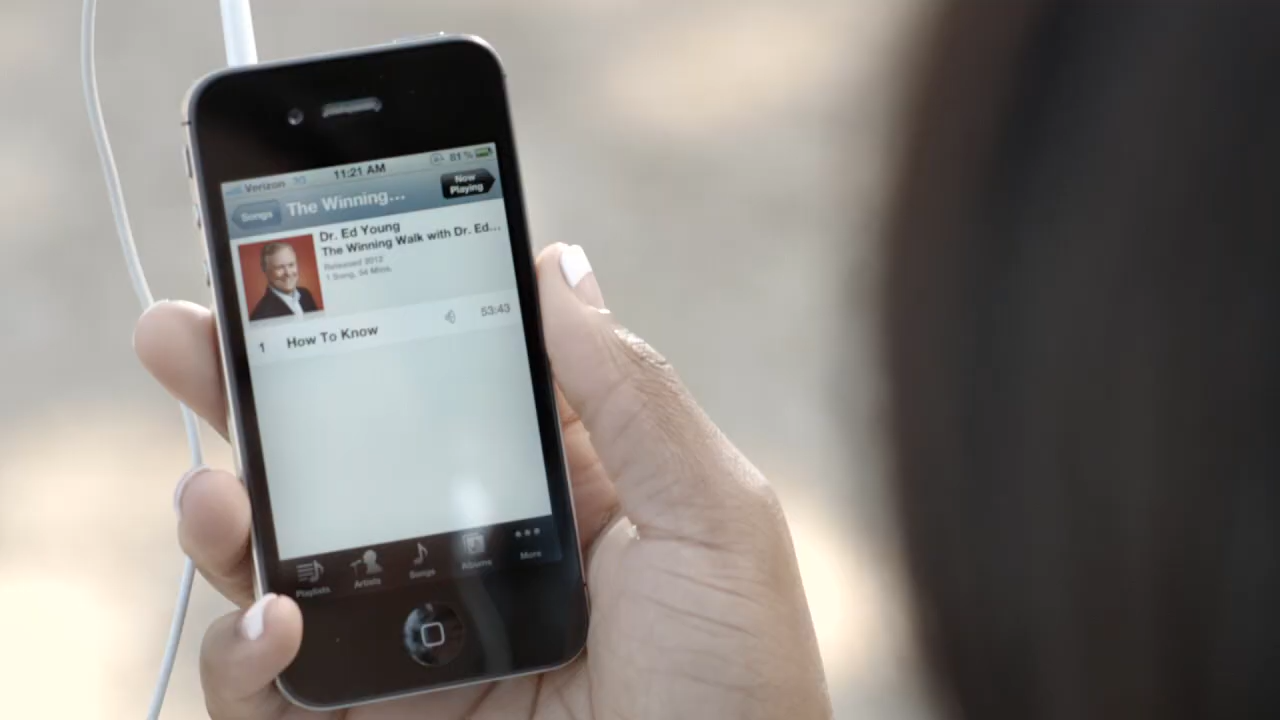 Verizon 3G 11:21 AM 81%
Songs The Winning... Now Playing
Dr. Ed Young
The Winning Walk with Dr. Ed...
Released 2012
1 Song, 54 Mins.
1 How To Know 53:43
Playlists Artists Songs Albums More